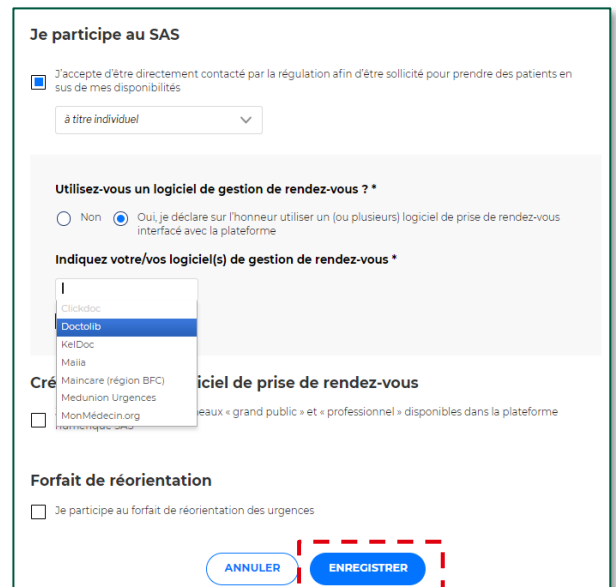 Je participe au SAS
J'accepte d'être directement contacté par la régulation afin d'être sollicité pour prendre des patients en
sus de mes disponibilités
à titre individuel
Utilisez-vous un logiciel de gestion de rendez-vous ? *
Non
Oui, je déclare sur l'honneur utiliser un (ou plusieurs) logiciel de prise de rendez-vous
interfacé avec la plateforme
Indiquez votre/vos logiciel(s) de gestion de rendez-vous *
Clickdoc
Doctolib
KelDoc
Maiia
Maincare (région BFC)
Medunion Urgences
MonMédecin.org
Cré iciel de prise de rendez-vous
eaux « grand public » et « professionnel » disponibles dans la plateforme
numérique SAS
Forfait de réorientation
Je participe au forfait de réorientation des urgences
ANNULER
ENREGISTRER